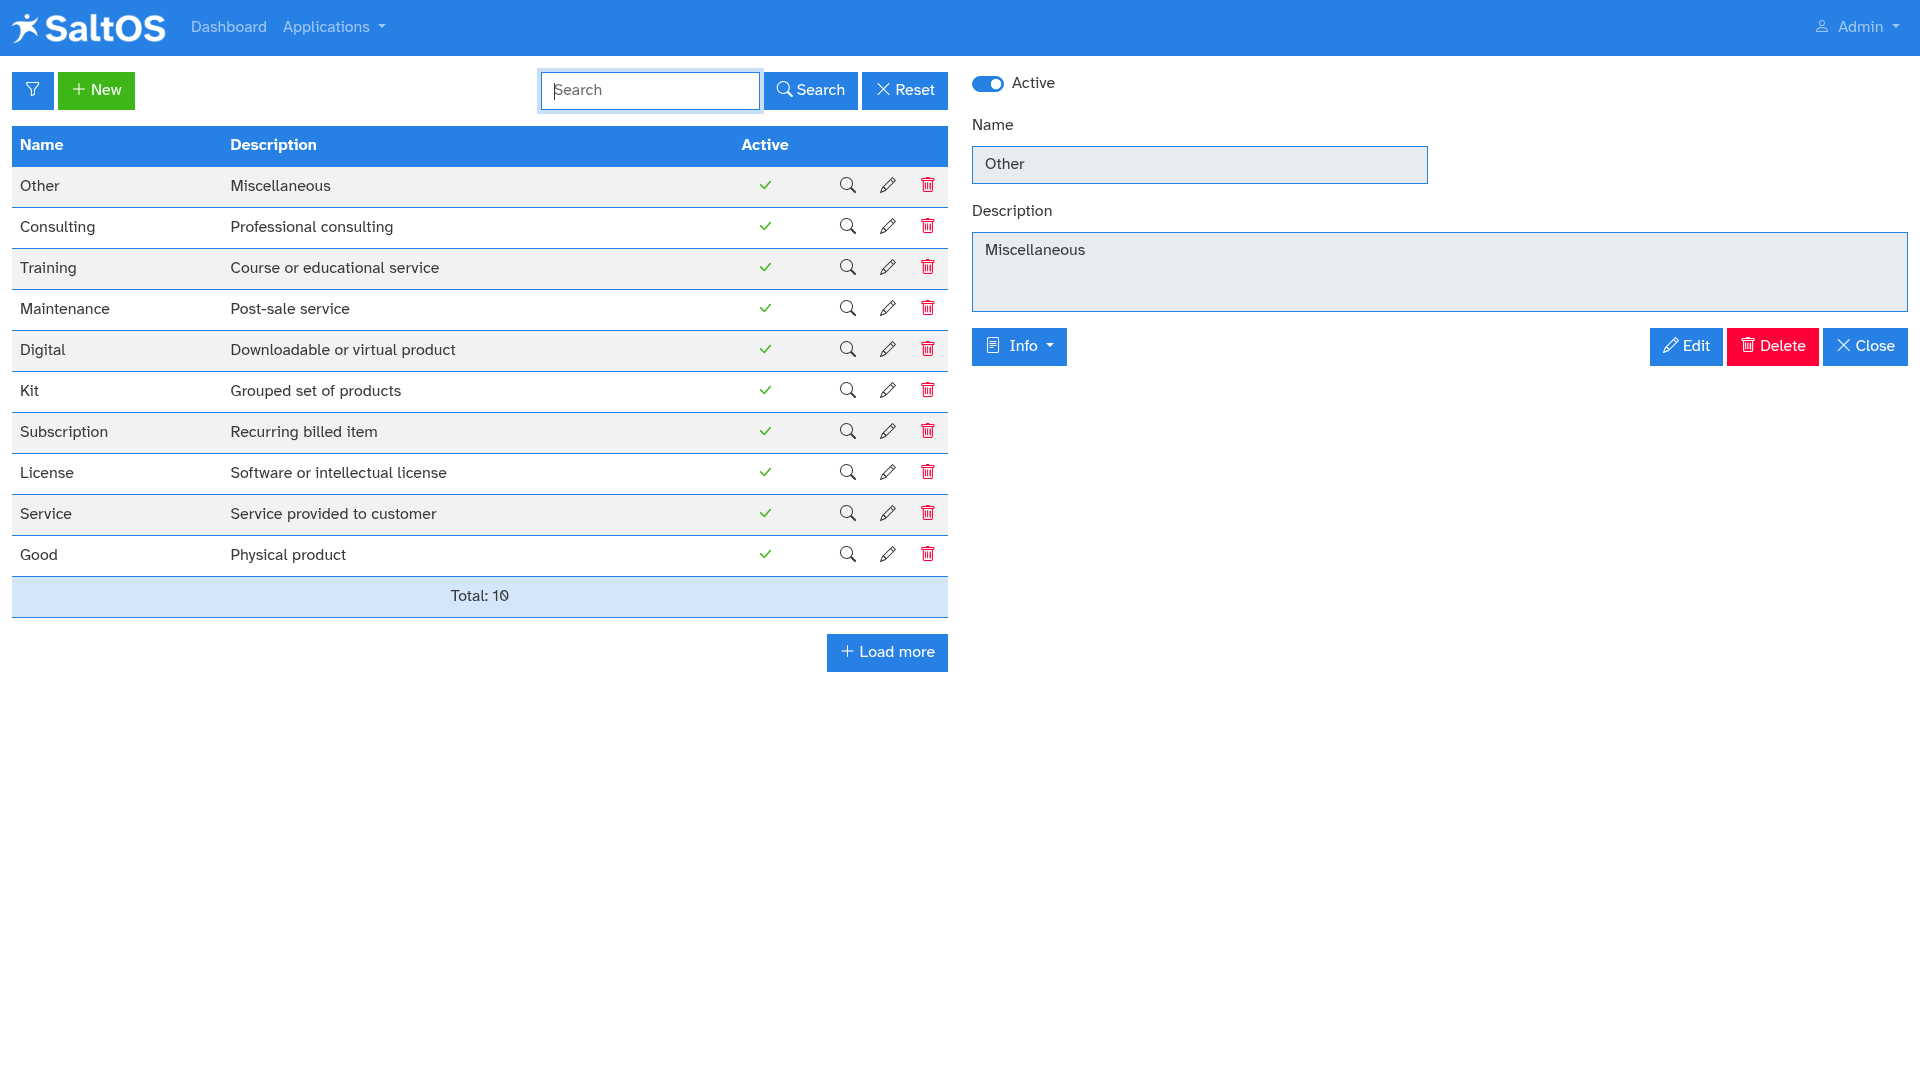 SaltOS Dashboard Applications Admin
New Search Search Reset
Name Description Active
Other Miscellaneous
Consulting Professional consulting
Training Course or educational service
Maintenance Post-sale service
Digital Downloadable or virtual product
Kit Grouped set of products
Subscription Recurring billed item
License Software or intellectual license
Service Service provided to customer
Good Physical product
Total: 10
Load more
Active
Name
Other
Description
Miscellaneous
Info Edit Delete Close